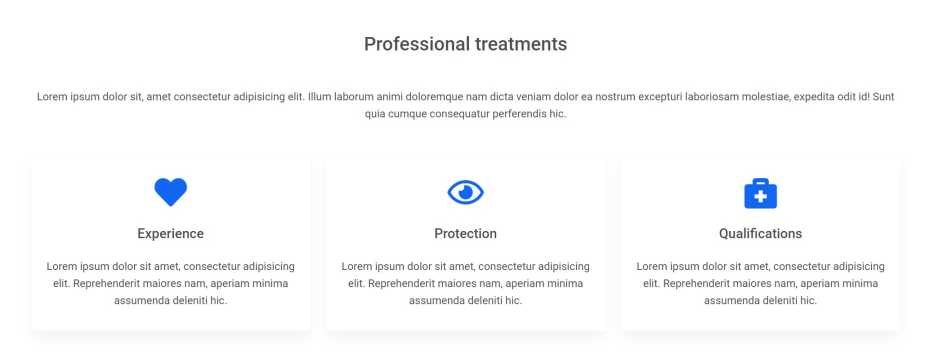 Professional treatments
Lorem ipsum dolor sit, amet consectetur adipisicing elit. Illum laborum animi doloremque nam dicta veniam dolor ea nostrum excepturi laboriosam molestiae, expedita odit id! Sunt
quia cumque consequatur perferendis hic.
Experience
Lorem ipsum dolor sit amet, consectetur adipisicing
elit. Reprehenderit maiores nam, aperiam minima
assumenda deleniti hic.
Protection
Lorem ipsum dolor sit amet, consectetur adipisicing
elit. Reprehenderit maiores nam, aperiam minima
assumenda deleniti hic.
Qualifications
Lorem ipsum dolor sit amet, consectetur adipisicing
elit. Reprehenderit maiores nam, aperiam minima
assumenda deleniti hic.